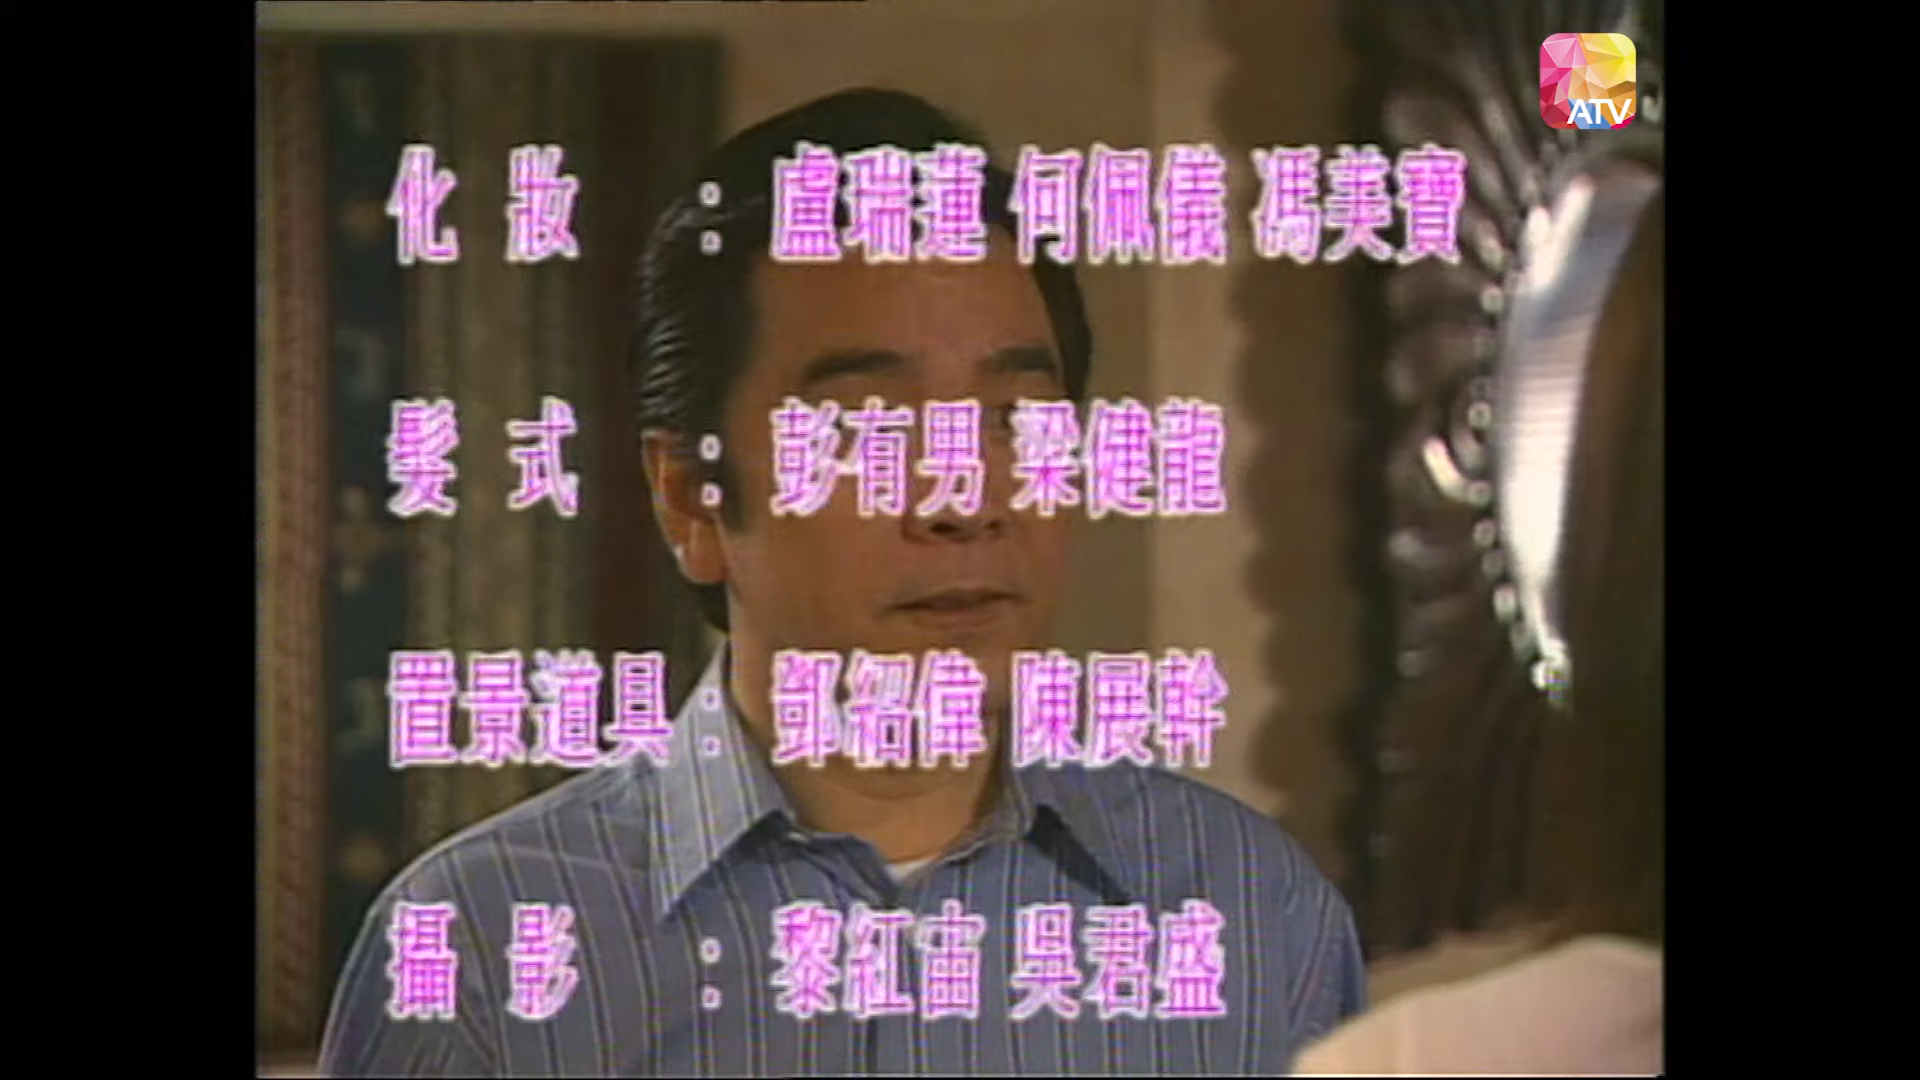 ATV
化妝：盧瑞蓮 何佩儀 馮美寶
髮式：彭有男 梁健龍
置景道具：鄧紹偉 陳展幹
攝影：黎紅宙 吳君盛